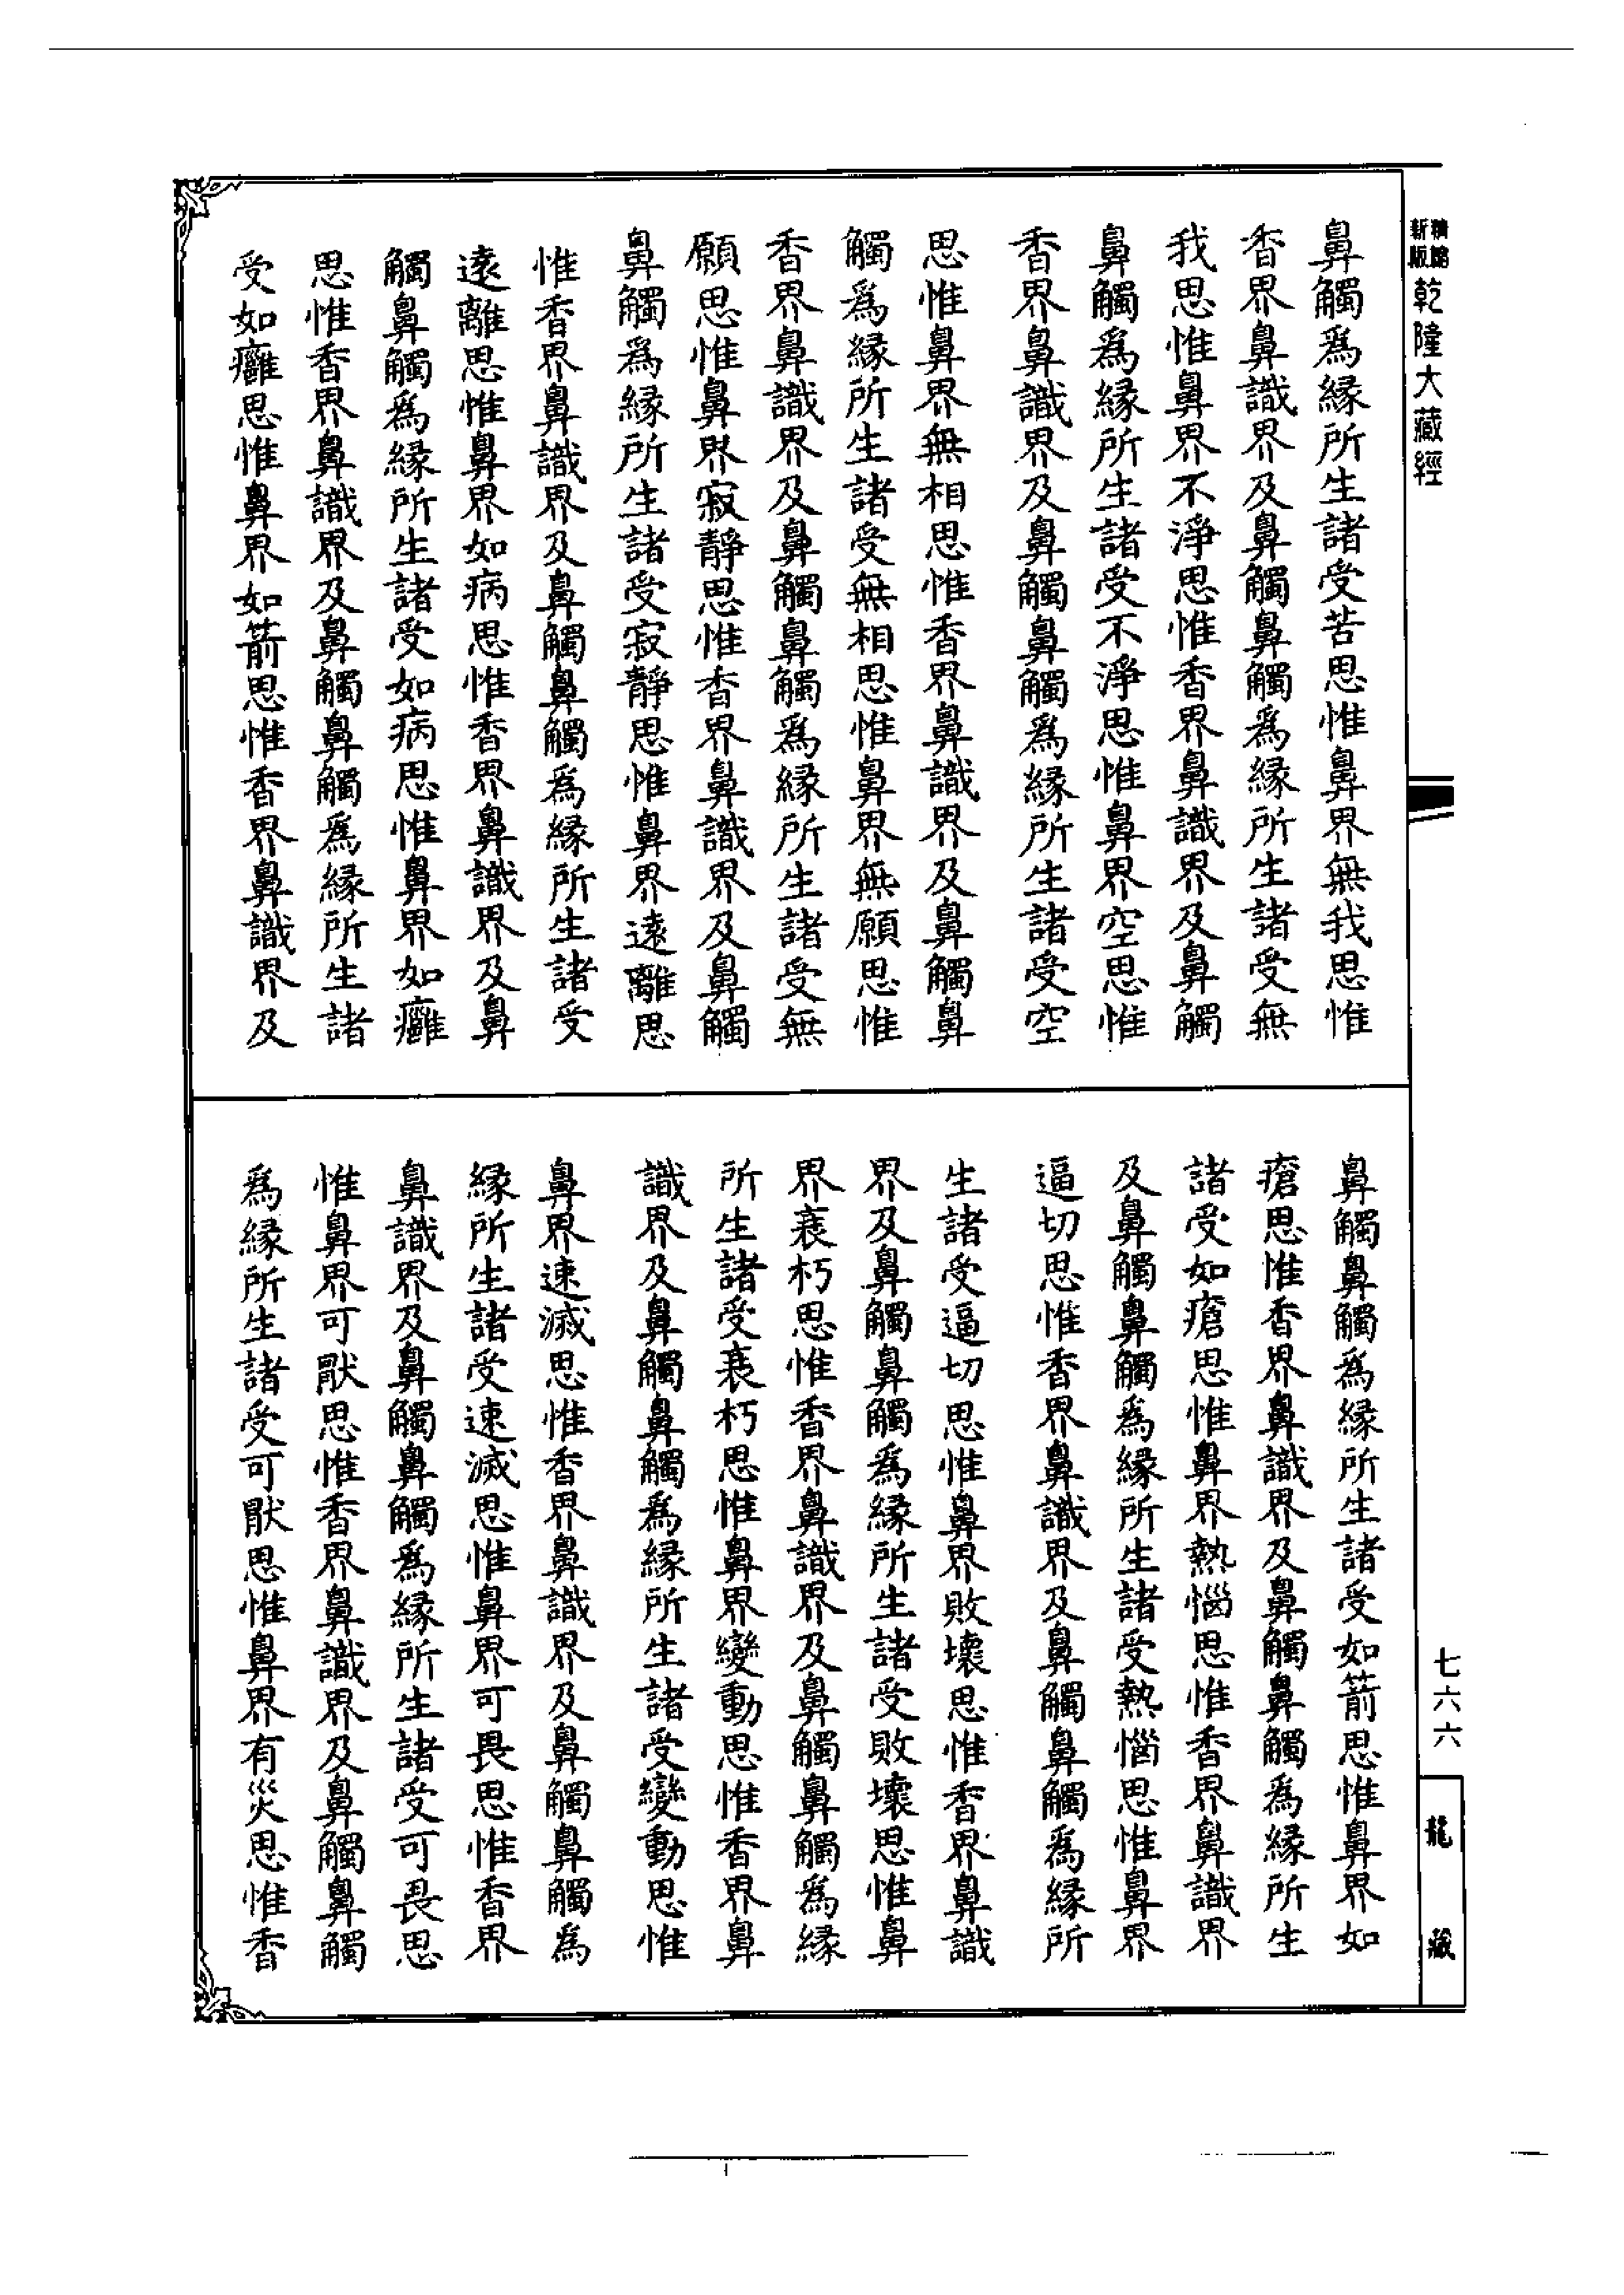 鼻觸爲緣所生諸受苦思惟鼻界無我思惟
香界鼻識界及鼻觸鼻觸爲緣所生諸受無
我思惟鼻界不淨思惟香界鼻識界及鼻觸
鼻觸爲緣所生諸受不淨思惟鼻界空思惟
香界鼻識界及鼻觸鼻觸爲緣所生諸受空
思惟鼻界無相思惟香界鼻識界及鼻觸鼻
觸爲緣所生諸受無相思惟鼻界無願思惟
香界鼻識界及鼻觸鼻觸爲緣所生諸受無
願思惟鼻界寂靜思惟香界鼻識界及鼻觸
鼻觸爲緣所生諸受寂靜思惟鼻界遠離思
惟香界鼻識界及鼻觸鼻觸爲緣所生諸受
遠離思惟鼻界如病思惟香界鼻識界及鼻
觸鼻觸爲緣所生諸受如病思惟鼻界如癰
思惟香界鼻識界及鼻觸鼻觸爲緣所生諸
受如癰思惟鼻界如箭思惟香界鼻識界及
鼻觸鼻觸爲緣所生諸受如箭思惟鼻界如
瘡思惟香界鼻識界及鼻觸鼻觸爲緣所生
諸受如瘡思惟鼻界熱惱思惟香界鼻識界
及鼻觸鼻觸爲緣所生諸受熱惱思惟鼻界
逼切思惟香界鼻識界及鼻觸鼻觸爲緣所
生諸受逼切思惟鼻界敗壞思惟香界鼻識
界及鼻觸鼻觸爲緣所生諸受敗壞思惟鼻
界衰朽思惟香界鼻識界及鼻觸鼻觸爲緣
所生諸受衰朽思惟鼻界變動思惟香界鼻
識界及鼻觸鼻觸爲緣所生諸受變動思惟
鼻界速滅思惟香界鼻識界及鼻觸鼻觸爲
緣所生諸受速滅思惟鼻界可畏思惟香界
鼻識界及鼻觸鼻觸爲緣所生諸受可畏思
惟鼻界可厭思惟香界鼻識界及鼻觸鼻觸
爲緣所生諸受可厭思惟鼻界有災思惟香
新版
乾隆大藏經
七六六
龍藏